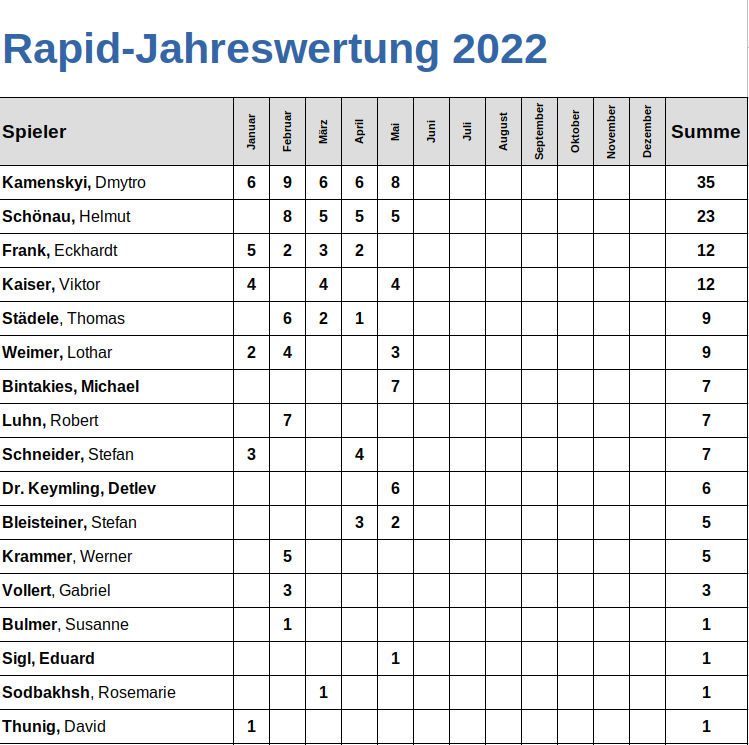 Rapid-Jahreswertung 2022
Spieler Januar Februar März April Mai Juni Juli August September Oktober November Dezember Summe
Kamenskyi, Dmytro 6 9 6 6 8 35
Schönau, Helmut 8 5 5 5 23
Frank, Eckhardt 5 2 3 2 12
Kaiser, Viktor 4 4 4 12
Städele, Thomas 6 2 1 9
Weimer, Lothar 2 4 3 9
Bintakies, Michael 7 7
Luhn, Robert 7 7
Schneider, Stefan 3 4 7
Dr. Keymling, Detlev 6 6
Bleisteiner, Stefan 3 2 5
Krammer, Werner 5 5
Vollert, Gabriel 3 3
Bulmer, Susanne 1 1
Sigl, Eduard 1 1
Sodbakhsh, Rosemarie 1 1
Thunig, David 1 1